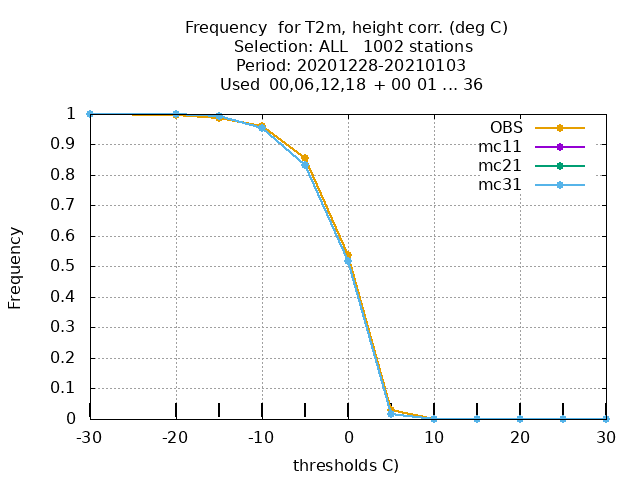 Frequency for T2m, height corr. (deg C)
Selection: ALL 1002 stations
Period: 20201228-20210103
Used 00,06,12,18 + 00 01 ... 36
OBS
mc11
mc21
mc31
1
0.9
0.8
0.7
0.6
0.5
0.4
0.3
0.2
0.1
0
Frequency
-30 -20 -10 0 10 20 30
thresholds C)